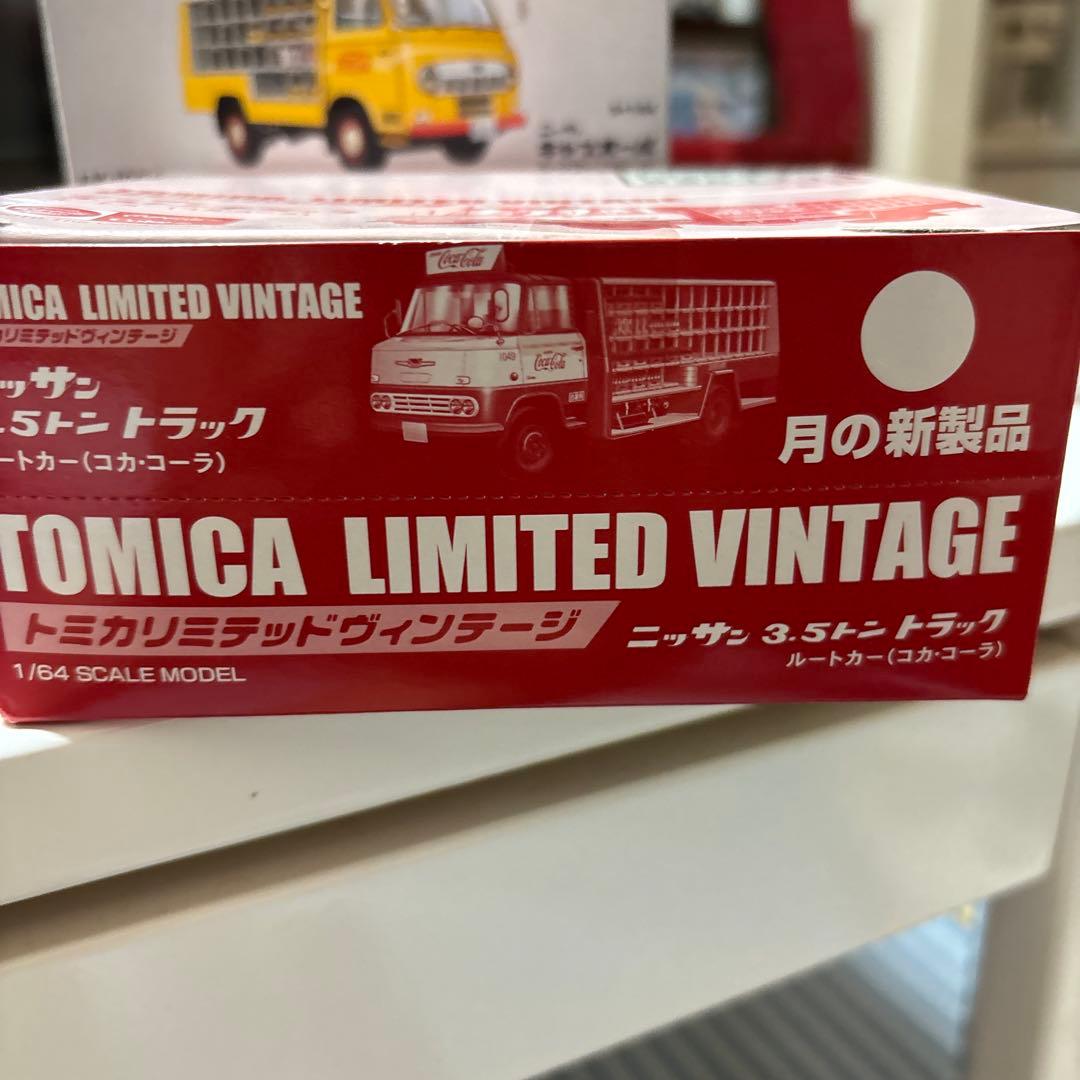 MICA LIMITED VINTAGE
カリミテッドヴィンテージ
ニッサン
.5トン トラック
ートカー(コカ・コーラ)
Coca-Cola
1049
Coca-Cola
月の新製品
TOMICA LIMITED VINTAGE
トミカリミテッドヴィンテージ
ニッサン 3.5トン トラック
ルートカー(コカ・コーラ)
1/64 SCALE MODEL